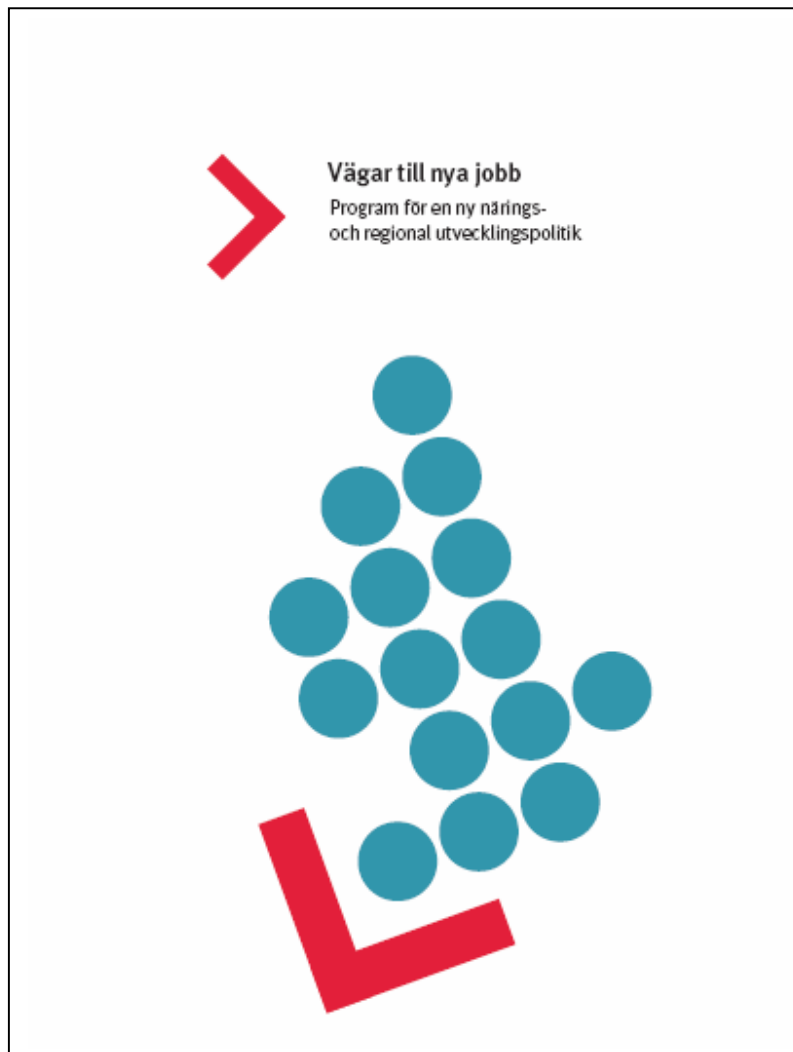 Vägar till nya jobb
Program för en ny närings-
och regional utvecklingspolitik